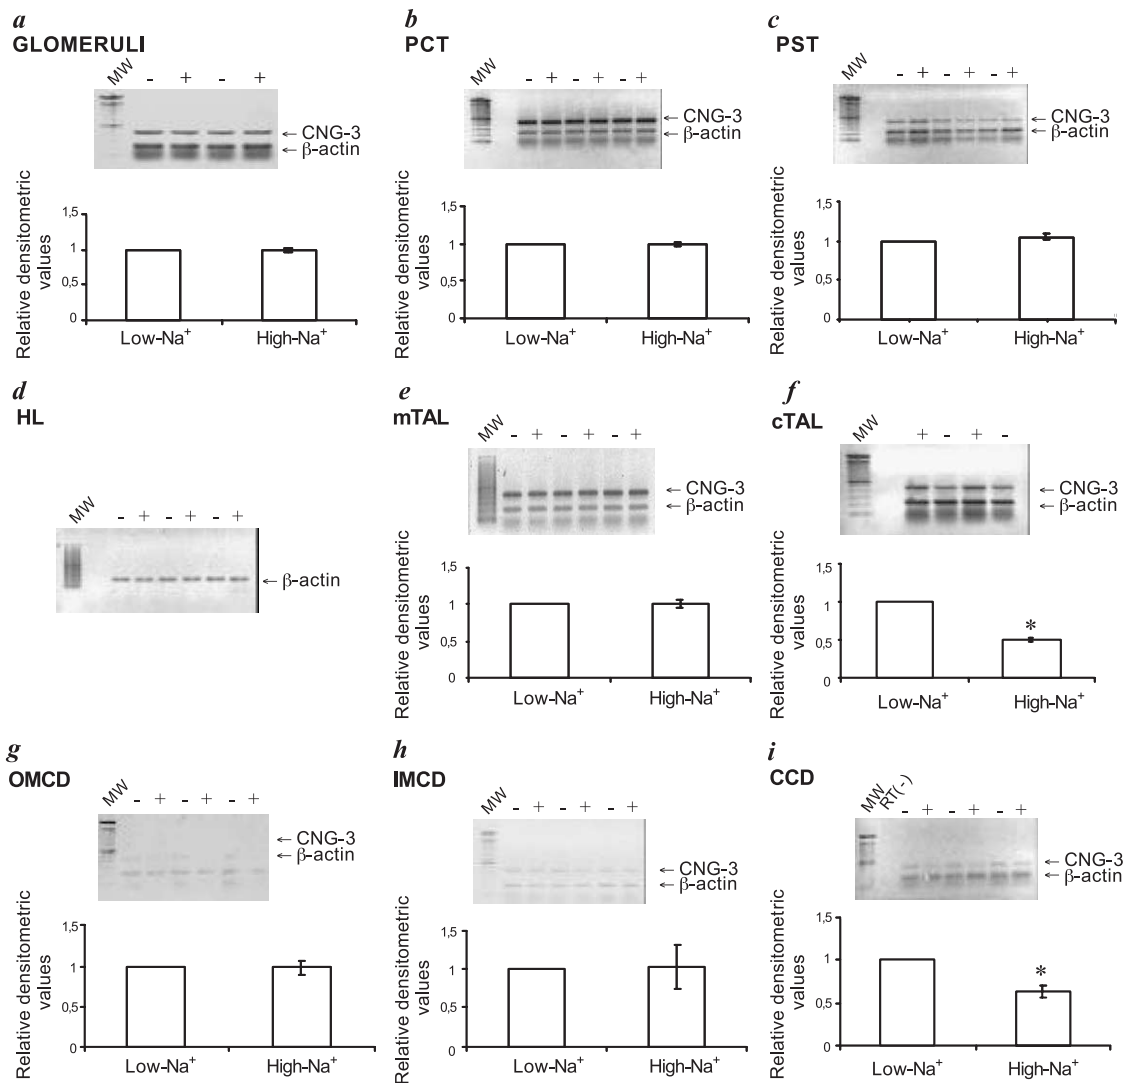 a
GLOMERULI
MW - + - +
← CNG-3
← β-actin
Relative densitometric
values
1,5
1
0,5
0
Low-Na⁺ High-Na⁺
b
PCT
MW - + - + - +
← CNG-3
← β-actin
Relative densitometric
values
1,5
1
0,5
0
Low-Na⁺ High-Na⁺
c
PST
MW - + - + - +
← CNG-3
← β-actin
Relative densitometric
values
1,5
1
0,5
0
Low-Na⁺ High-Na⁺
d
HL
MW - + - + - +
← β-actin
e
mTAL
MW - + - + - +
← CNG-3
← β-actin
Relative densitometric
values
1,5
1
0,5
0
Low-Na⁺ High-Na⁺
f
cTAL
MW + - + -
← CNG-3
← β-actin
Relative densitometric
values
1,5
1
0,5
0
*
Low-Na⁺ High-Na⁺
g
OMCD
MW - + - + - +
← CNG-3
← β-actin
Relative densitometric
values
1,5
1
0,5
0
Low-Na⁺ High-Na⁺
h
IMCD
MW - + - + - +
← CNG-3
← β-actin
Relative densitometric
values
1,5
1
0,5
0
Low-Na⁺ High-Na⁺
i
CCD
MW RT(-) - + - + - +
← CNG-3
← β-actin
Relative densitometric
values
1,5
1
0,5
0
*
Low-Na⁺ High-Na⁺